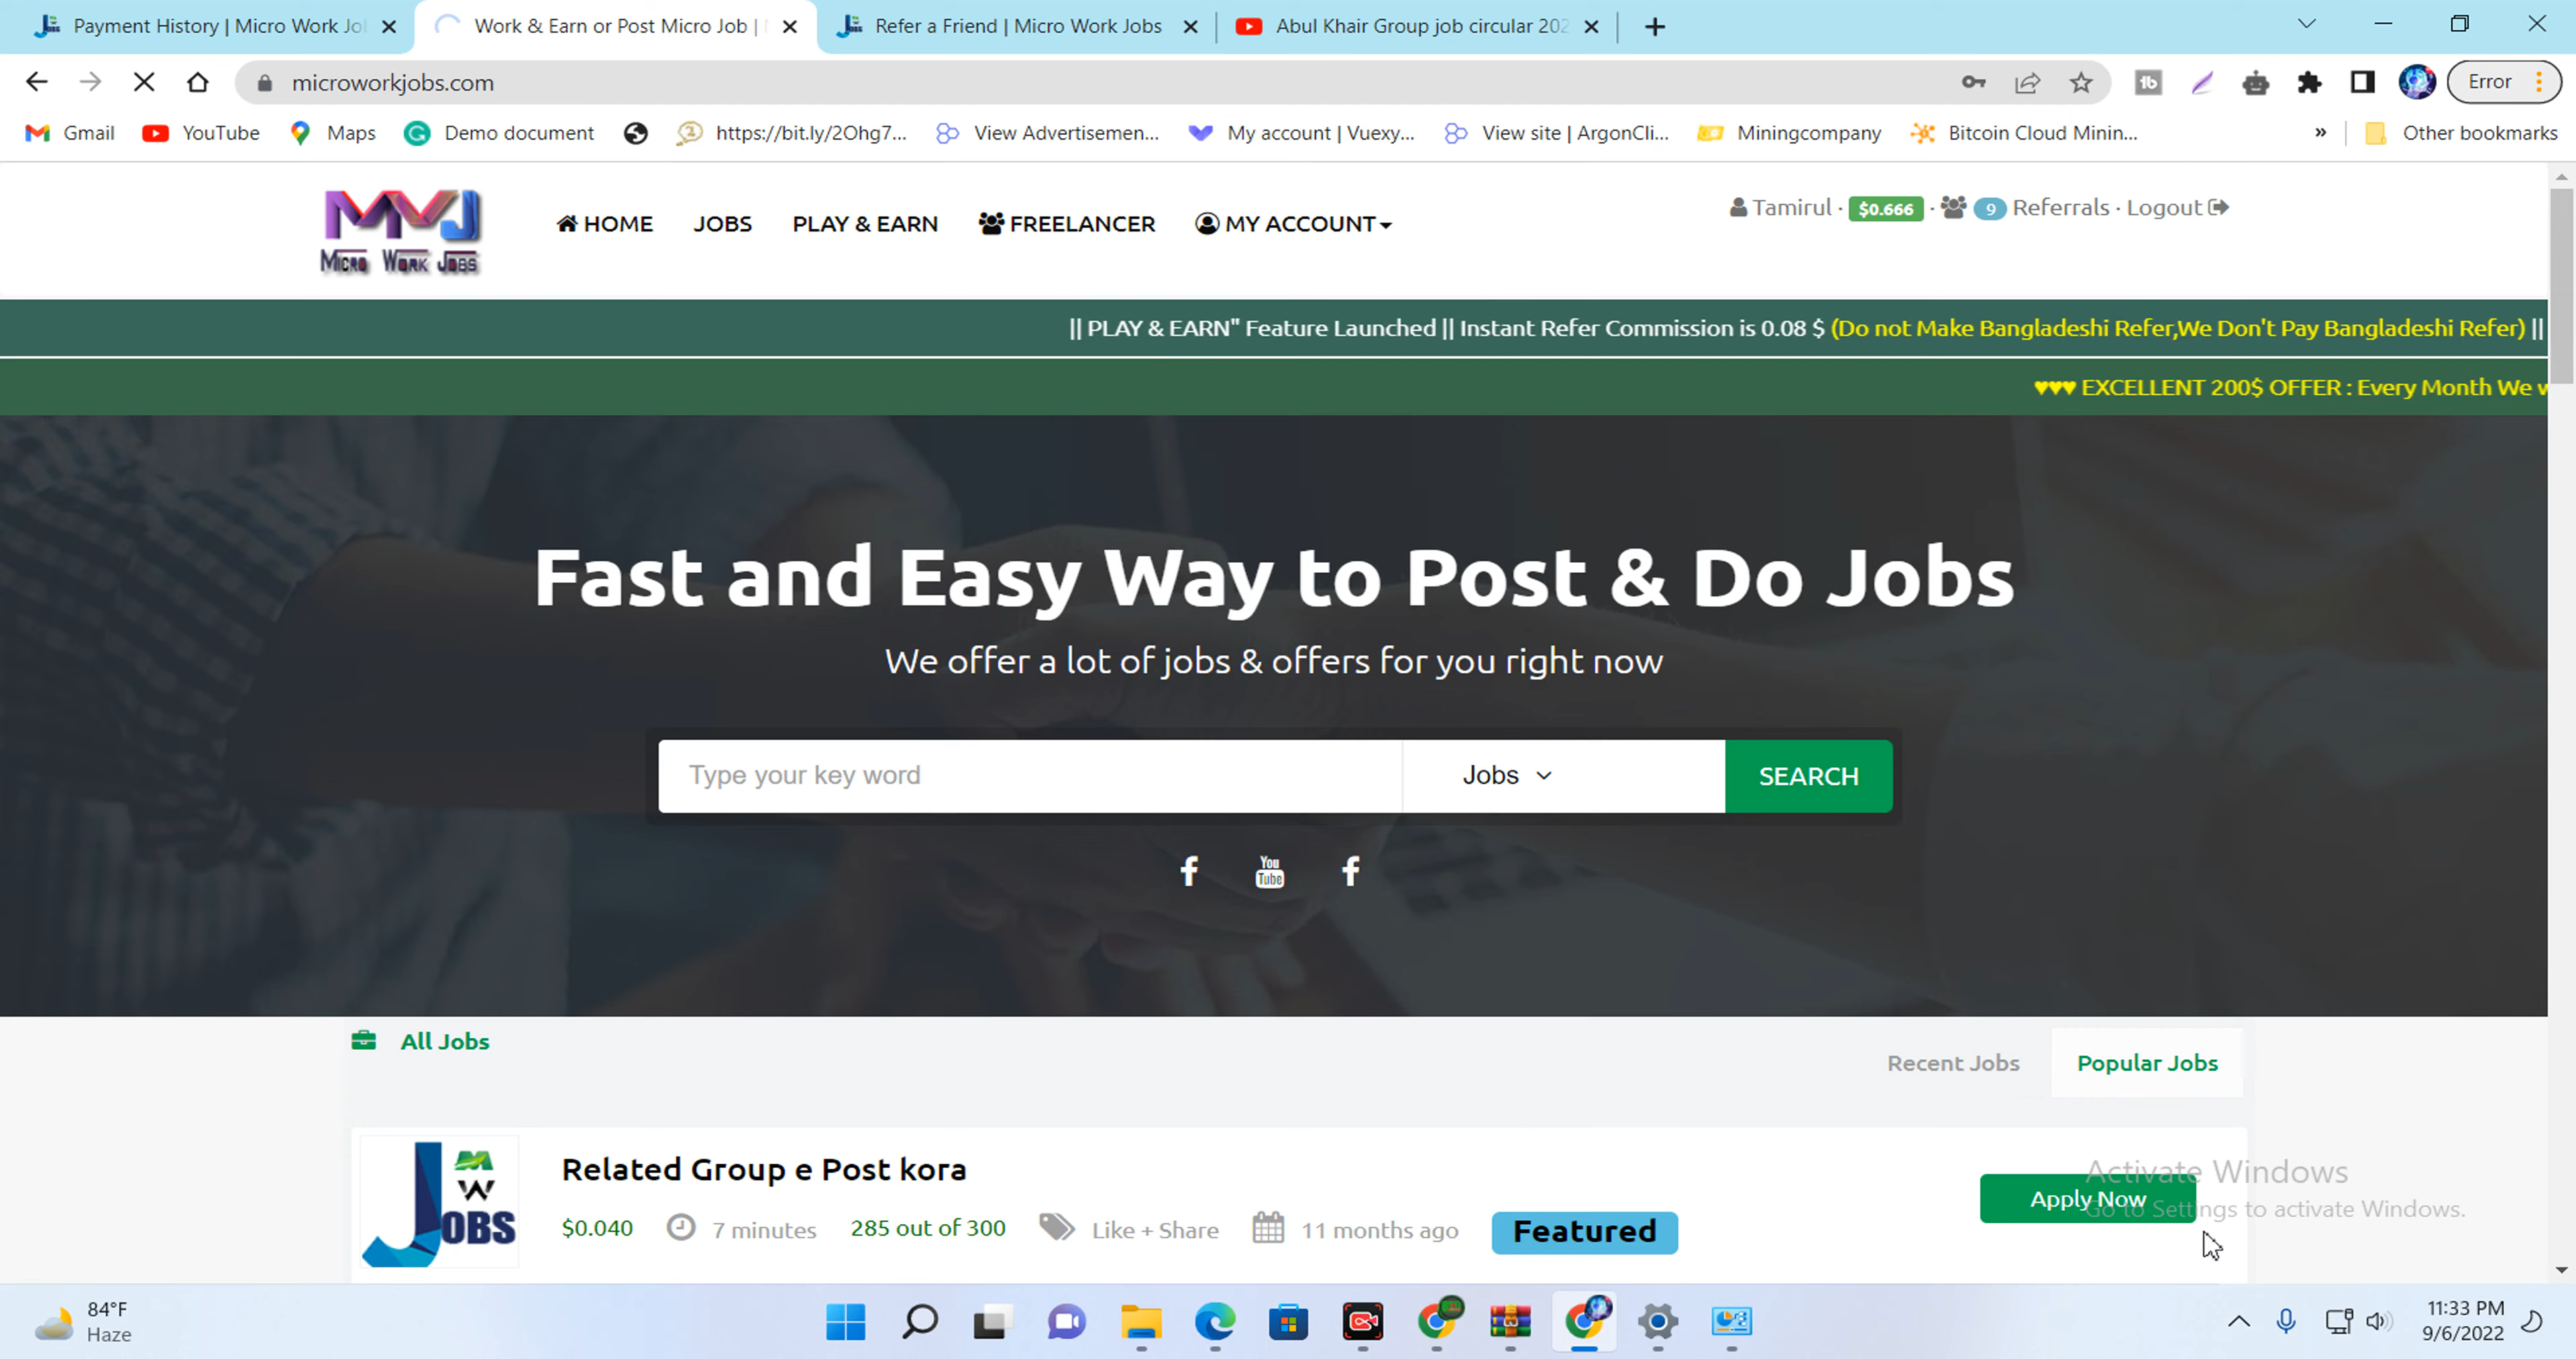 Payment History | Micro Work Jo
Work & Earn or Post Micro Job |
Refer a Friend | Micro Work Jobs
Abul Khair Group job circular 202
microworkjobs.com
Error
Gmail
YouTube
Maps
Demo document
https://bit.ly/2Ohg7...
View Advertisemen...
My account | Vuexy...
View site | ArgonCli...
Miningcompany
Bitcoin Cloud Minin...
»
Other bookmarks
MICRO WORK JOBS
HOME
JOBS
PLAY & EARN
FREELANCER
MY ACCOUNT
Tamirul · $0.666 · 9 Referrals · Logout
|| PLAY & EARN" Feature Launched || Instant Refer Commission is 0.08 $ (Do not Make Bangladeshi Refer,We Don't Pay Bangladeshi Refer) ||
♥♥♥ EXCELLENT 200$ OFFER : Every Month We
Fast and Easy Way to Post & Do Jobs
We offer a lot of jobs & offers for you right now
Type your key word
Jobs
SEARCH
You
Tube
All Jobs
Recent Jobs
Popular Jobs
M
W
JOBS
Related Group e Post kora
$0.040
7 minutes
285 out of 300
Like + Share
11 months ago
Featured
Apply Now
Activate Windows
Go to Settings to activate Windows.
84°F
Haze
11:33 PM
9/6/2022